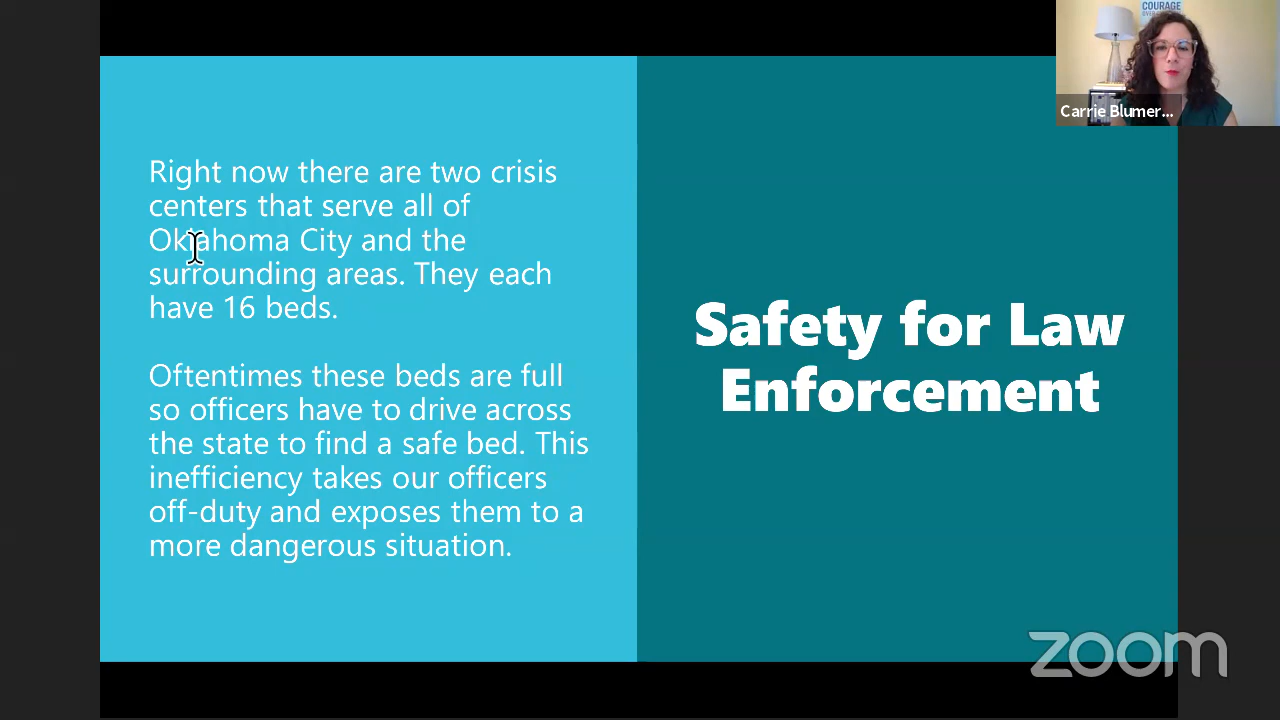 COURAGE
Carrie Blumer...
Right now there are two crisis
centers that serve all of
Oklahoma City and the
surrounding areas. They each
have 16 beds.
Oftentimes these beds are full
so officers have to drive across
the state to find a safe bed. This
inefficiency takes our officers
off-duty and exposes them to a
more dangerous situation.
Safety for Law
Enforcement
zoom